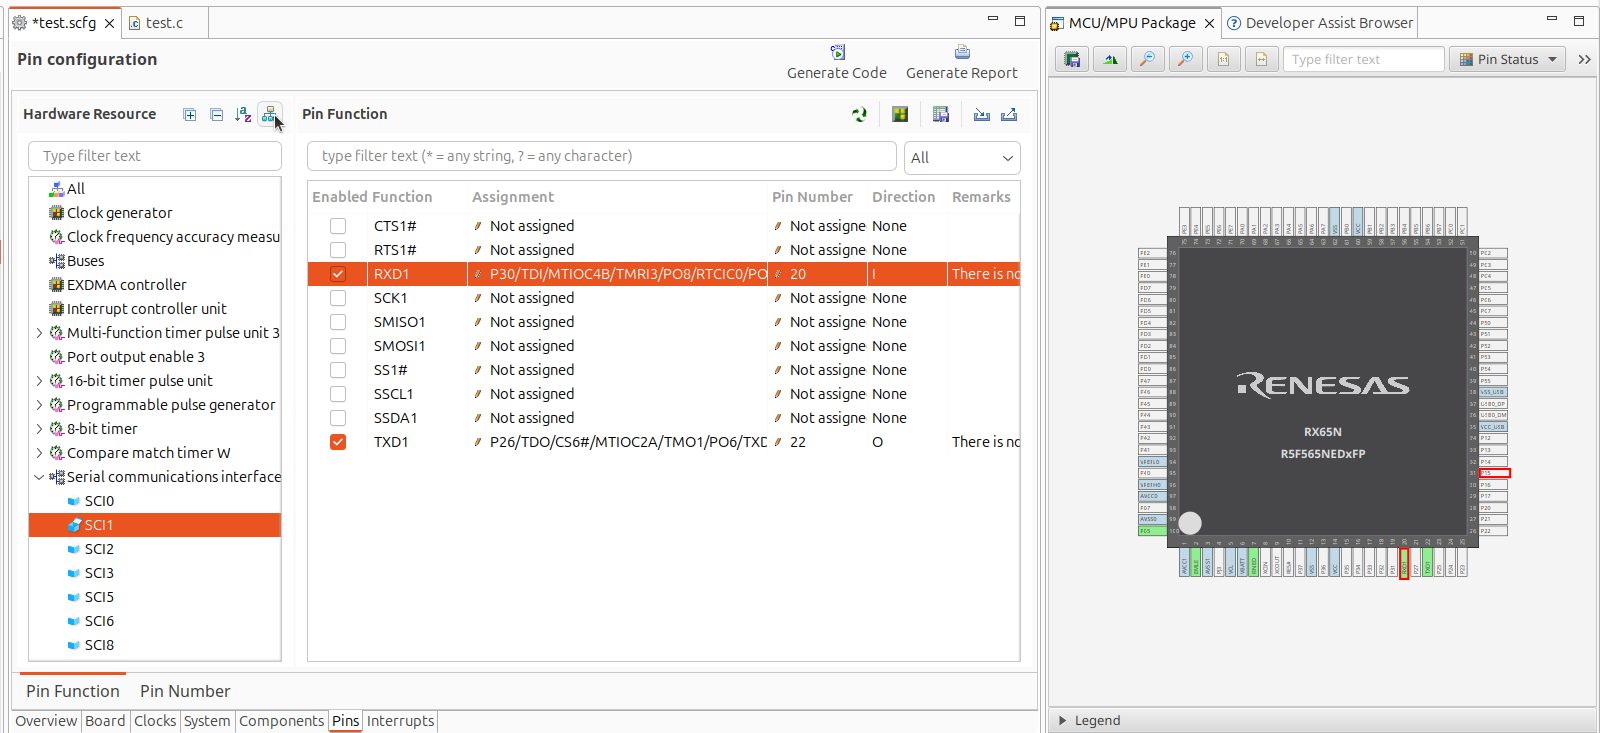 *test.scfg
test.c
Pin configuration
Generate Code
Generate Report
Hardware Resource
Type filter text
All
Clock generator
Clock frequency accuracy measu
Buses
EXDMA controller
Interrupt controller unit
Multi-function timer pulse unit 3
Port output enable 3
16-bit timer pulse unit
Programmable pulse generator
8-bit timer
Compare match timer W
Serial communications interface
SCI0
SCI1
SCI2
SCI3
SCI5
SCI6
SCI8
Pin Function
type filter text (* = any string, ? = any character)
All
Enabled Function Assignment Pin Number Direction Remarks
CTS1# Not assigned Not assigne None
RTS1# Not assigned Not assigne None
RXD1 P30/TDI/MTIOC4B/TMRI3/PO8/RTCIC0/PO 20 I There is no
SCK1 Not assigned Not assigne None
SMISO1 Not assigned Not assigne None
SMOSI1 Not assigned Not assigne None
SS1# Not assigned Not assigne None
SSCL1 Not assigned Not assigne None
SSDA1 Not assigned Not assigne None
TXD1 P26/TDO/CS6#/MTIOC2A/TMO1/PO6/TXD 22 O There is no
Pin Function Pin Number
Overview Board Clocks System Components Pins Interrupts
MCU/MPU Package
Developer Assist Browser
1:1
Type filter text
Pin Status
RENESAS
RX65N
R5F565NEDxFP
Legend